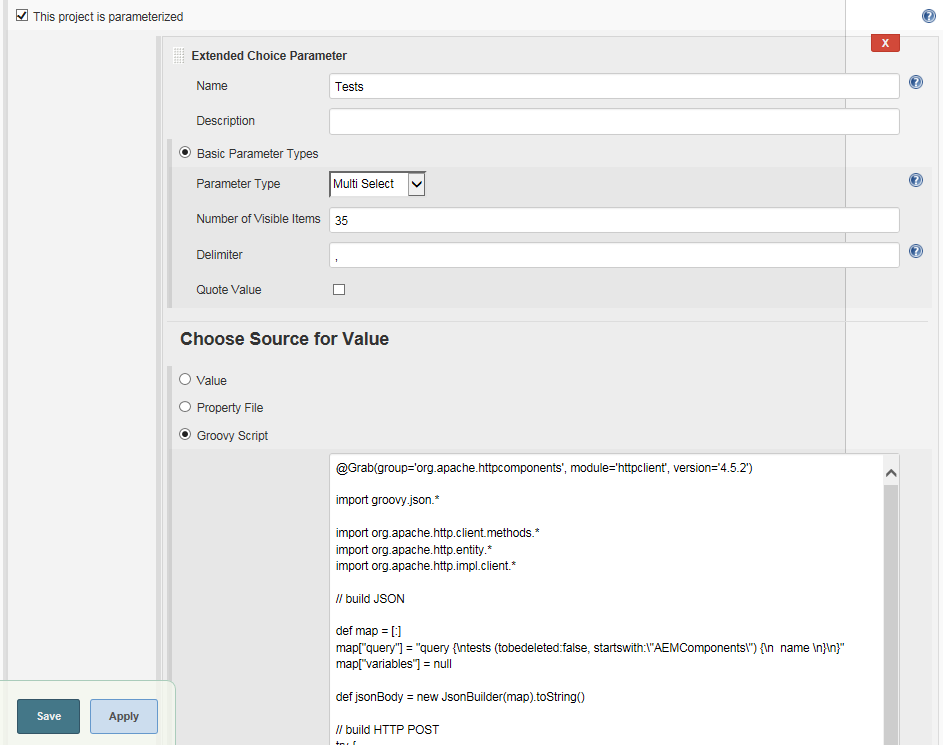 This project is parameterized
X
Extended Choice Parameter
Name Tests
Description
Basic Parameter Types
Parameter Type Multi Select
Number of Visible Items 35
Delimiter ,
Quote Value
Choose Source for Value
Value
Property File
Groovy Script
@Grab(group='org.apache.httpcomponents', module='httpclient', version='4.5.2')
import groovy.json.*
import org.apache.http.client.methods.*
import org.apache.http.entity.*
import org.apache.http.impl.client.*
// build JSON
def map = [:]
map["query"] = "query {\ntests (tobedeleted:false, startswith:\"AEMComponents\") {\n  name \n}\n}"
map["variables"] = null
def jsonBody = new JsonBuilder(map).toString()
// build HTTP POST
try {
Save Apply